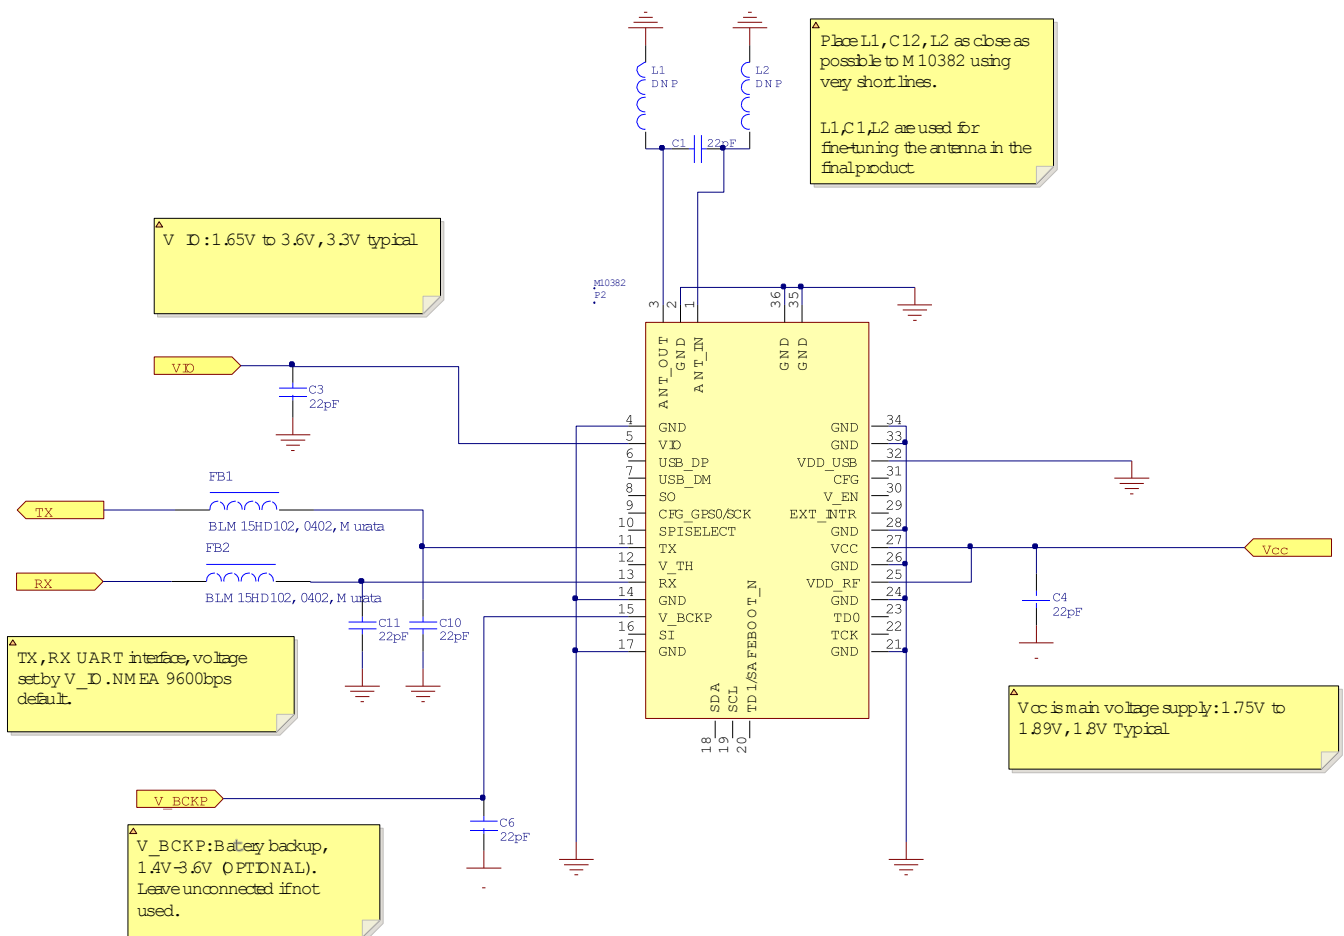 L1
DNP
L2
DNP
C1
22pF
Place L1, C12, L2 as close as
possible to M10382 using
very short lines.
L1,C1,L2 are used for
fine-tuning the antenna in the
final product
V IO: 1.65V to 3.6V, 3.3V typical
M10382
P2
3
2
1
36
35
ANT_OUT
GND
ANT_IN
GND
GND
VIO
C3
22pF
4 GND
5 VIO
6 USB_DP
7 USB_DM
8 SO
9 CFG_GPS0/SCK
10 SPISELECT
11 TX
12 V_TH
13 RX
14 GND
15 V_BCKP
16 SI
17 GND
GND 34
GND 33
VDD_USB 32
CFG 31
V_EN 30
EXT_INTR 29
GND 28
VCC 27
GND 26
VDD_RF 25
GND 24
TD0 23
TCK 22
GND 21
SDA
SCL
TD1/SAFEBOOT_N
18
19
20
FB1
TX
BLM15HD102, 0402, Murata
FB2
RX
BLM15HD102, 0402, Murata
C11
22pF
C10
22pF
Vcc
C4
22pF
TX, RX UART interface, voltage
set by V_IO. NMEA 9600bps
default.
Vcc is main voltage supply: 1.75V to
1.89V, 1.8V Typical
V_BCKP
C6
22pF
V_BCKP: Batery backup,
1.4V-3.6V (OPTIONAL).
Leave unconnected if not
used.